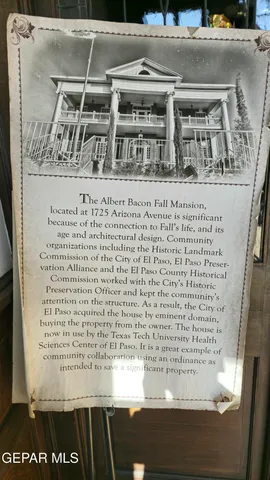 The Albert Bacon Fall Mansion,
located at 1725 Arizona Avenue is significant
because of the connection to Fall's life, and its
age and architectural design. Community
organizations including the Historic Landmark
Commission of the City of El Paso, El Paso Preser-
vation Alliance and the El Paso County Historical
Commission worked with the City's Historic
Preservation Officer and kept the community's
attention on the structure. As a result, the City of
El Paso acquired the house by eminent domain,
buying the property from the owner. The house is
now in use by the Texas Tech University Health
Sciences Center of El Paso. It is a great example of
community collaboration using an ordinance as
intended to save a significant property.
GEPAR MLS